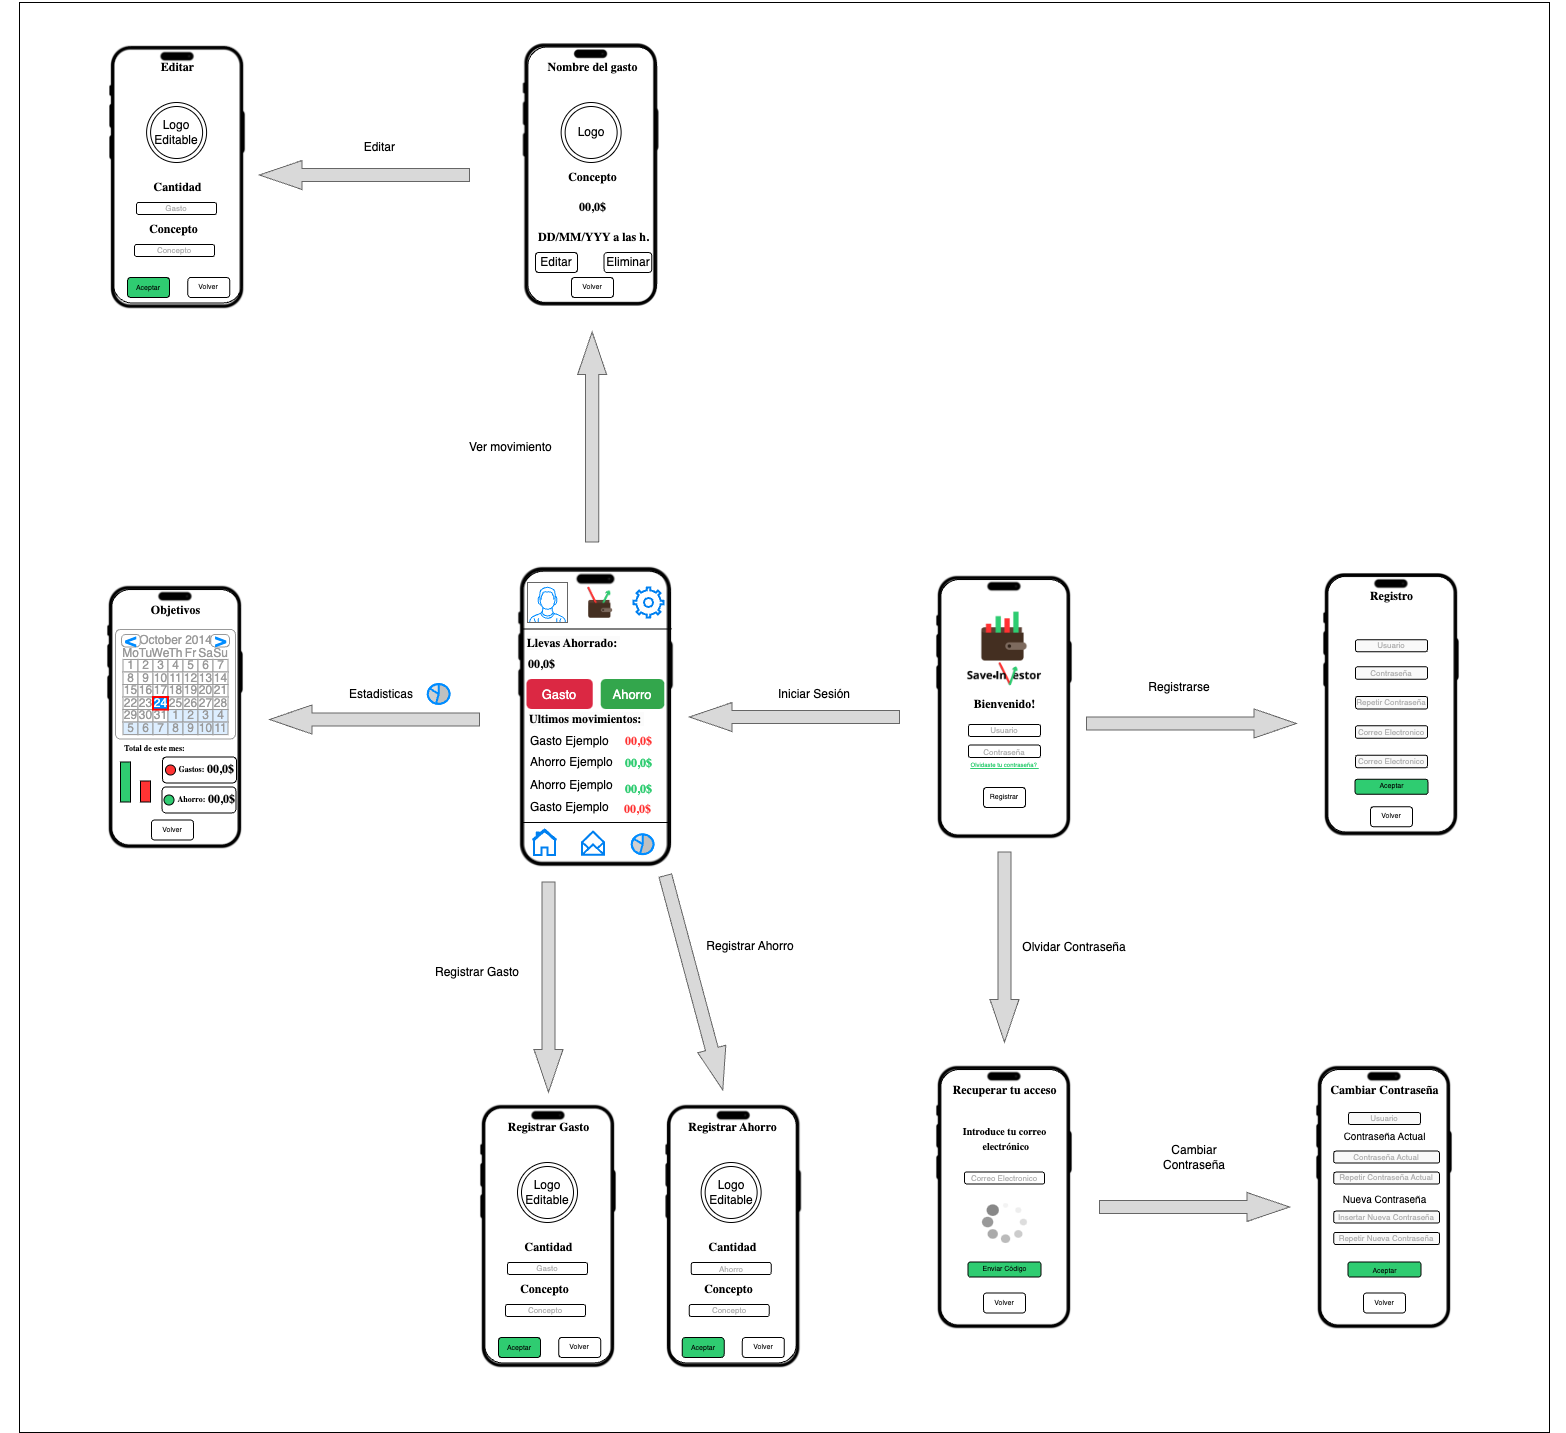 Editar
Logo
Editable
Cantidad
Gasto
Concepto
Concepto
Aceptar
Volver
Editar
Nombre del gasto
Logo
Concepto
00,0$
DD/MM/YYY a las h.
Editar
Eliminar
Volver
Ver movimiento
Objetivos
< October 2014 >
Mo Tu We Th Fr Sa Su
1 2 3 4 5 6 7
8 9 10 11 12 13 14
15 16 17 18 19 20 21
22 23 24 25 26 27 28
29 30 31 1 2 3 4
5 6 7 8 9 10 11
Total de este mes:
Gastos: 00,0$
Ahorro: 00,0$
Volver
Estadisticas
Llevas Ahorrado:
00,0$
Gasto
Ahorro
Ultimos movimientos:
Gasto Ejemplo 00,0$
Ahorro Ejemplo 00,0$
Ahorro Ejemplo 00,0$
Gasto Ejemplo 00,0$
Iniciar Sesión
Save-Investor
Bienvenido!
Usuario
Contraseña
Olvidaste tu contraseña?
Registrar
Registrarse
Registro
Usuario
Contraseña
Repetir Contraseña
Correo Electronico
Correo Electronico
Aceptar
Volver
Registrar Gasto
Registrar Ahorro
Olvidar Contraseña
Registrar Gasto
Logo
Editable
Cantidad
Gasto
Concepto
Concepto
Aceptar
Volver
Registrar Ahorro
Logo
Editable
Cantidad
Ahorro
Concepto
Concepto
Aceptar
Volver
Recuperar tu acceso
Introduce tu correo
electrónico
Correo Electronico
Enviar Código
Volver
Cambiar
Contraseña
Cambiar Contraseña
Usuario
Contraseña Actual
Contraseña Actual
Repetir Contraseña Actual
Nueva Contraseña
Insertar Nueva Contraseña
Repetir Nueva Contraseña
Aceptar
Volver